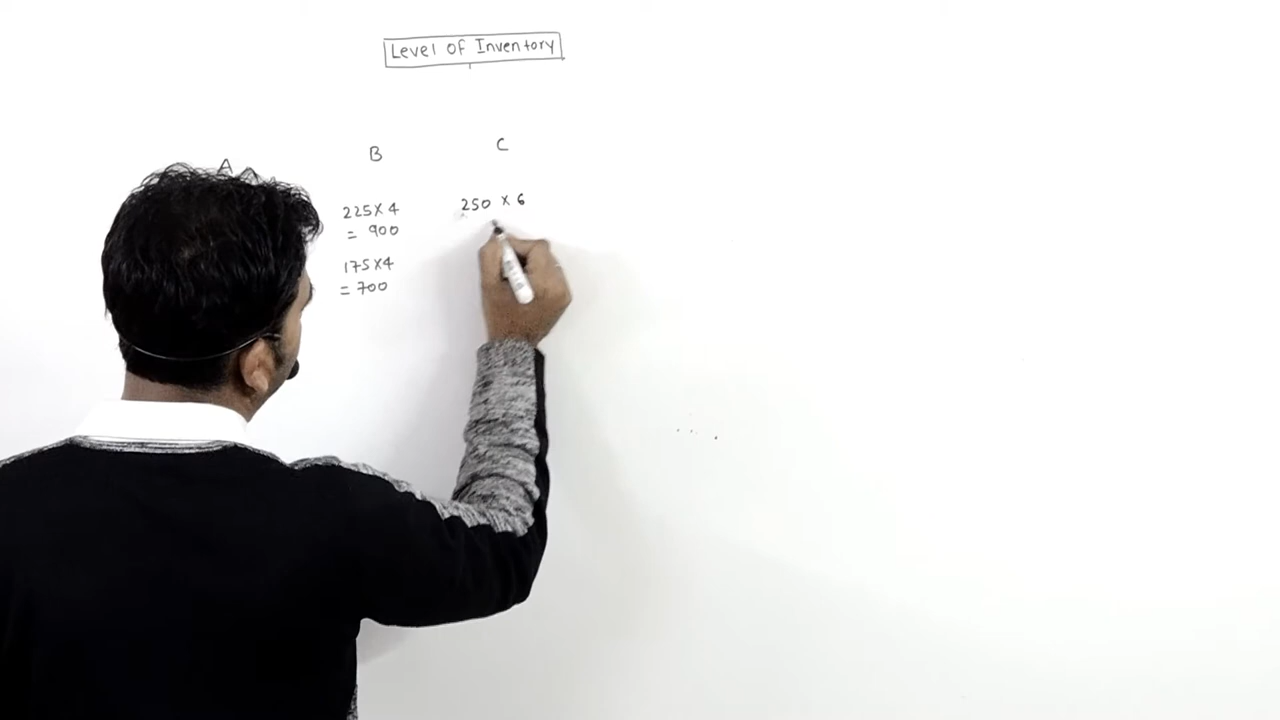 Level of Inventory
A B C
225 X 4
= 900
175 X 4
= 700
250 X 6